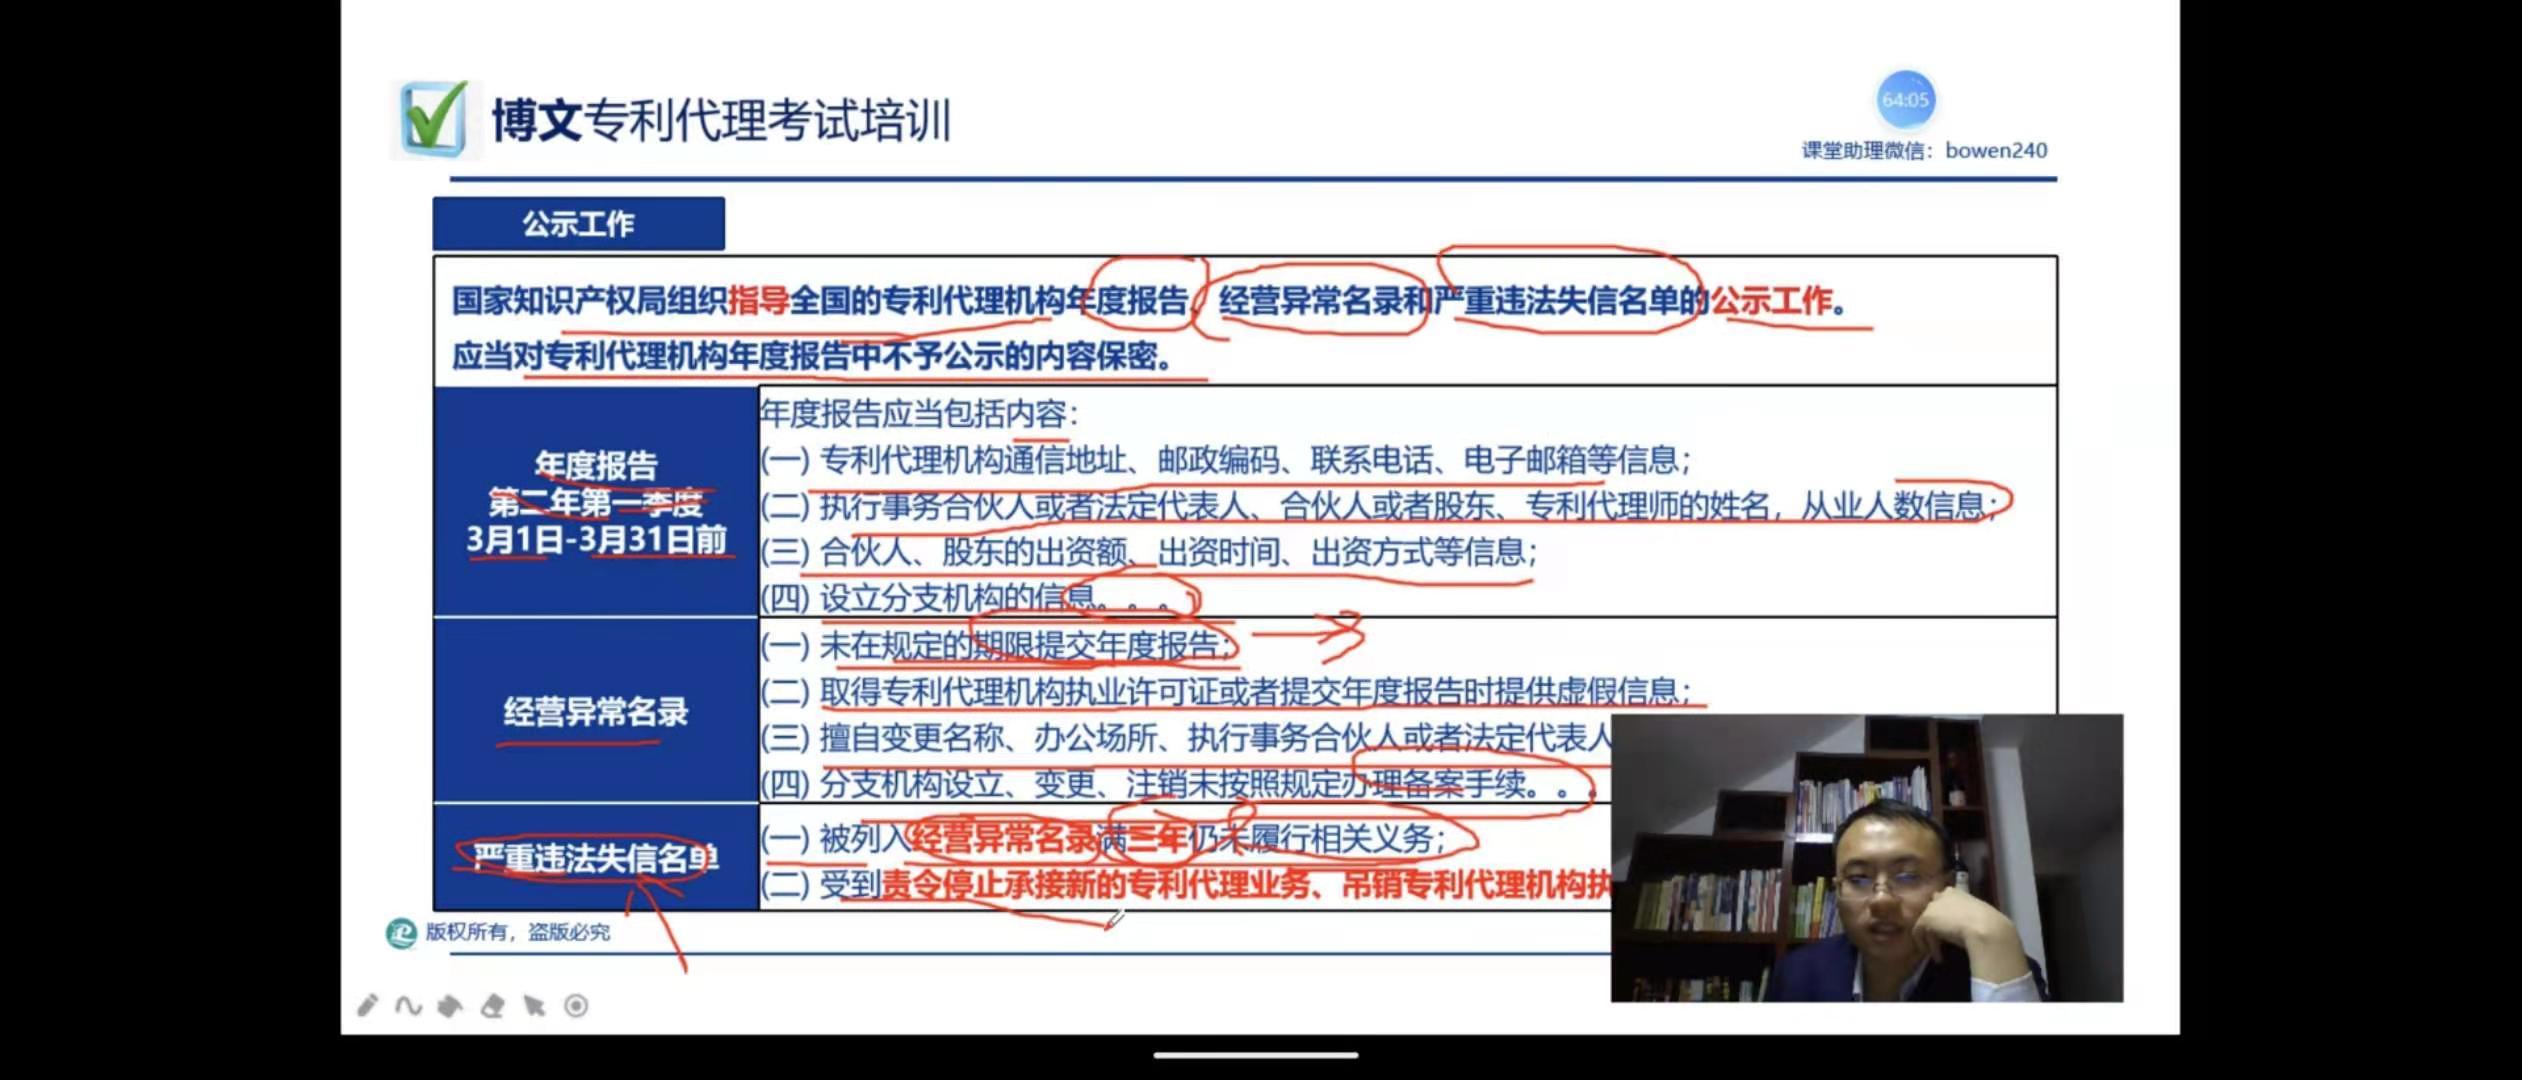 博文专利代理考试培训
64:05
课堂助理微信：bowen240
公示工作
国家知识产权局组织指导全国的专利代理机构年度报告、经营异常名录和严重违法失信名单的公示工作。
应当对专利代理机构年度报告中不予公示的内容保密。
年度报告
第二年第一季度
3月1日-3月31日前
年度报告应当包括内容：
(一) 专利代理机构通信地址、邮政编码、联系电话、电子邮箱等信息；
(二) 执行事务合伙人或者法定代表人、合伙人或者股东、专利代理师的姓名，从业人数信息；
(三) 合伙人、股东的出资额、出资时间、出资方式等信息；
(四) 设立分支机构的信息。。。
经营异常名录
(一) 未在规定的期限提交年度报告；
(二) 取得专利代理机构执业许可证或者提交年度报告时提供虚假信息；
(三) 擅自变更名称、办公场所、执行事务合伙人或者法定代表人
(四) 分支机构设立、变更、注销未按照规定办理备案手续。。。
严重违法失信名单
(一) 被列入经营异常名录满三年仍未履行相关义务；
(二) 受到责令停止承接新的专利代理业务、吊销专利代理机构执
版权所有，盗版必究